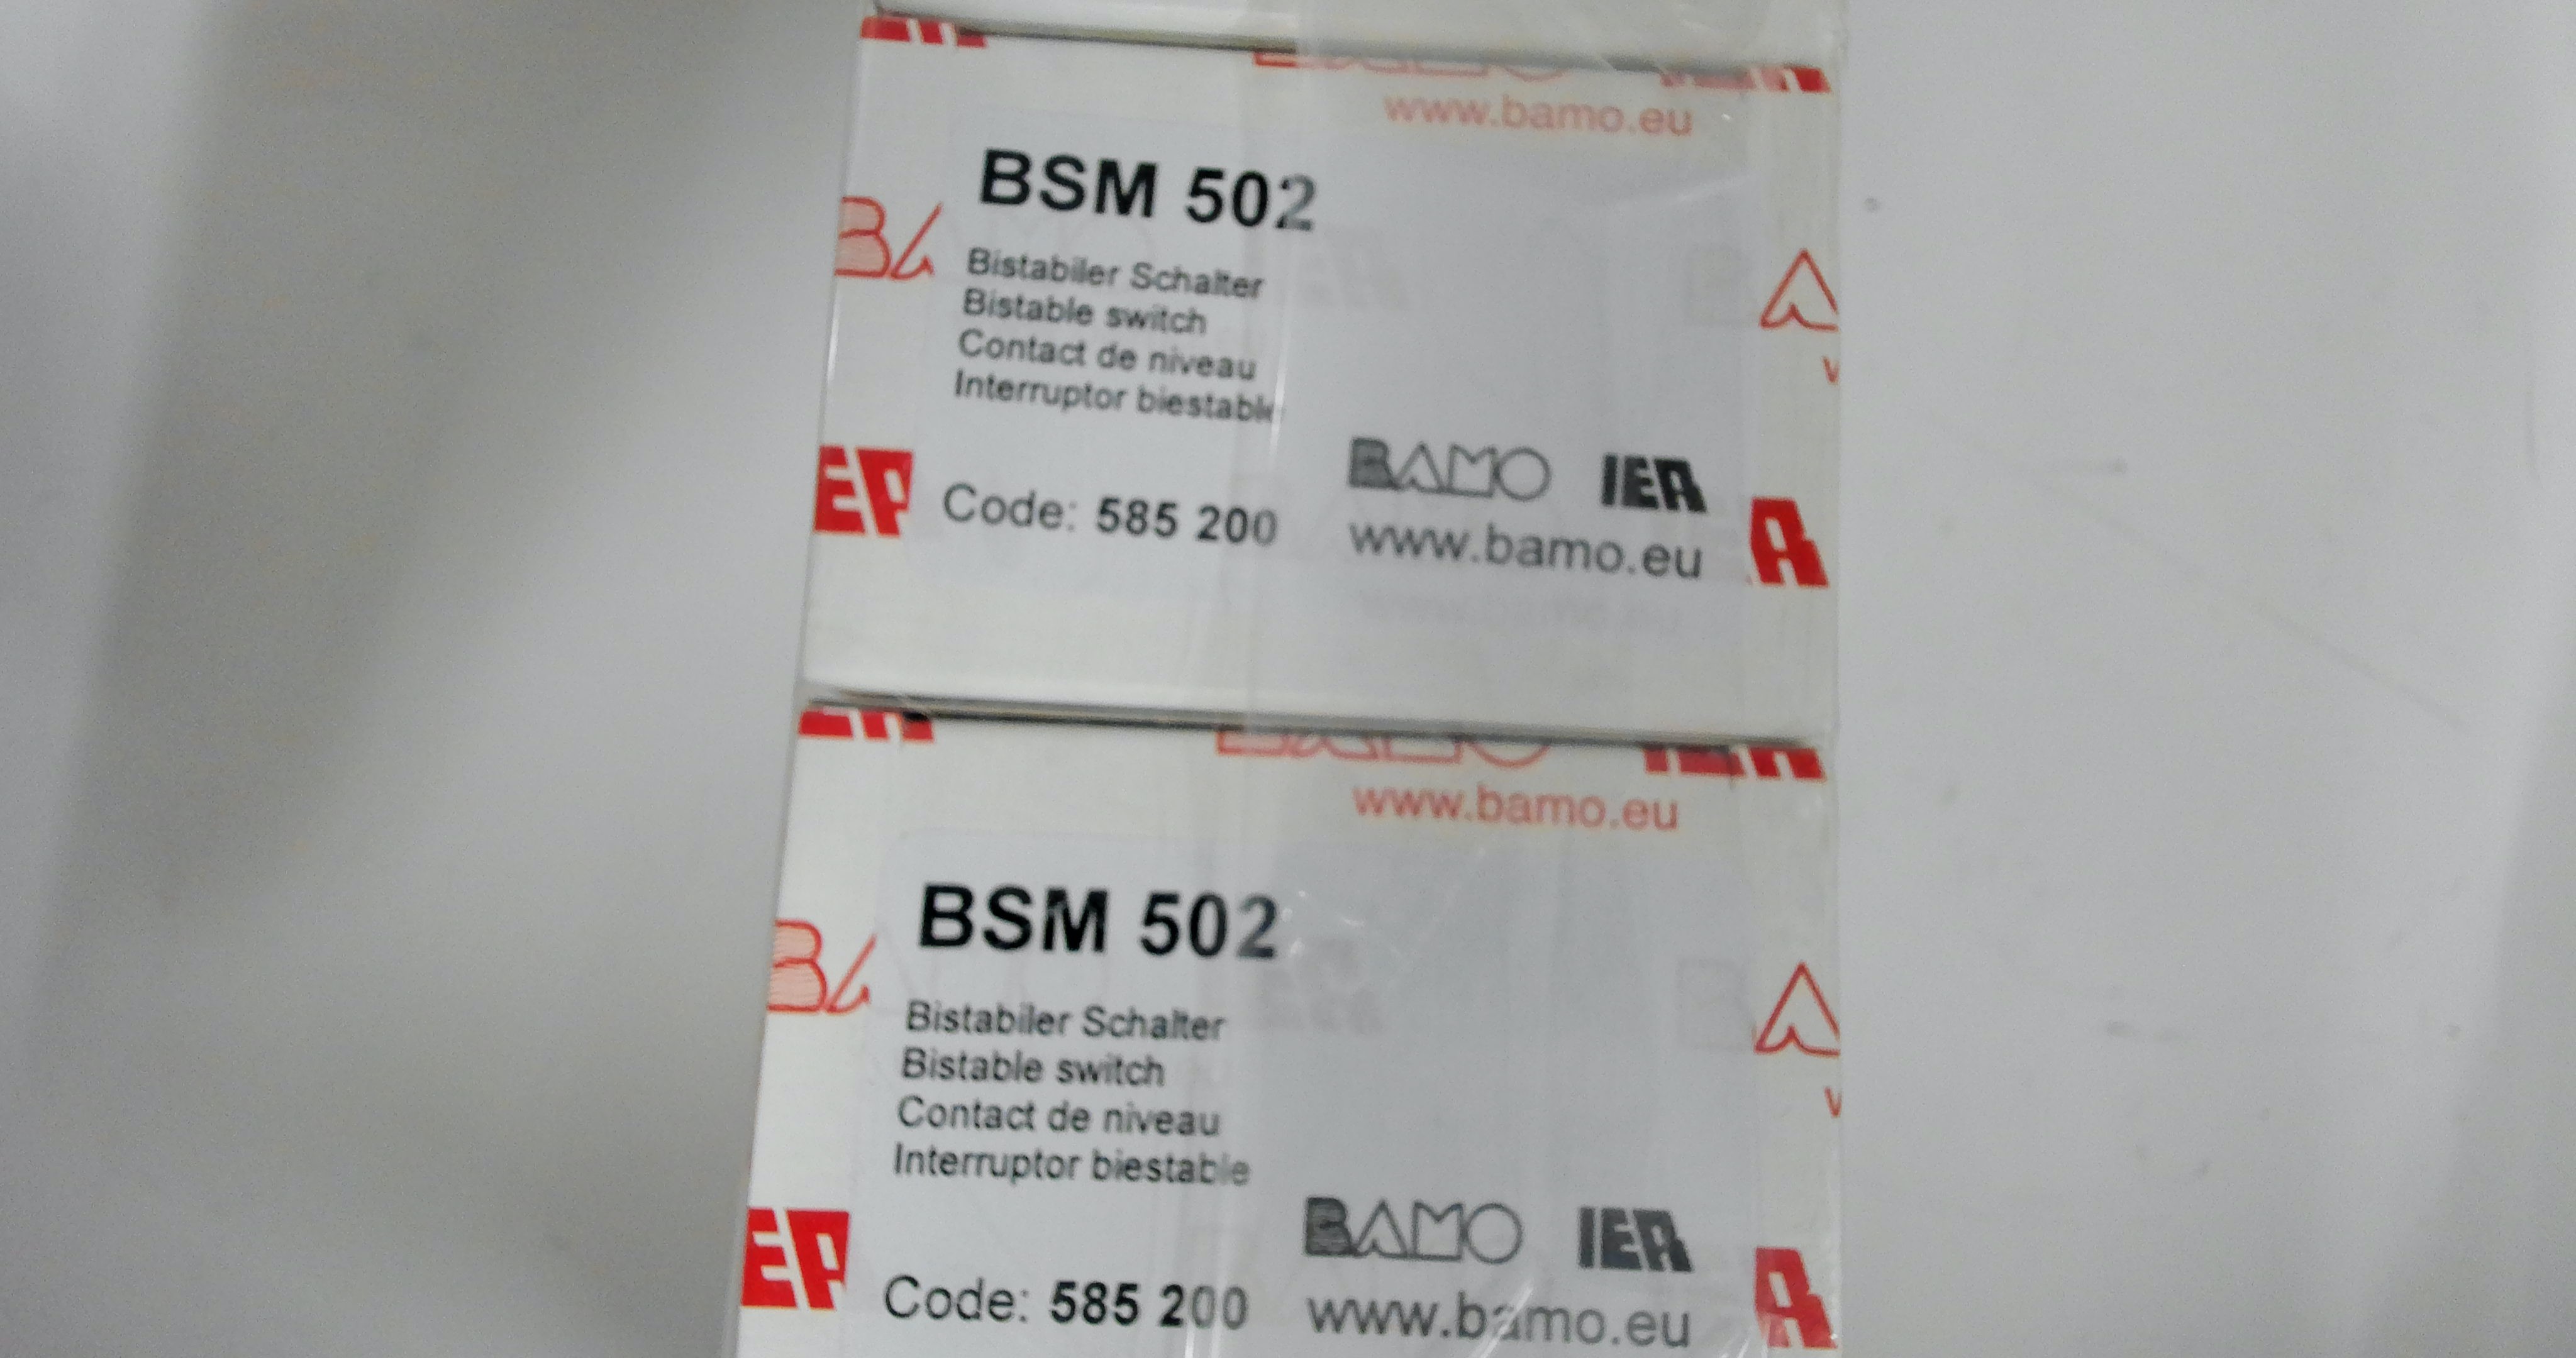 www.bamo.eu
BSM 502
Bistabiler Schalter
Bistable switch
Contact de niveau
Interruptor biestable
BAMO IER
Code: 585 200
www.bamo.eu
www.bamo.eu
BSM 502
Bistabiler Schalter
Bistable switch
Contact de niveau
Interruptor biestable
BAMO IER
Code: 585 200
www.bamo.eu